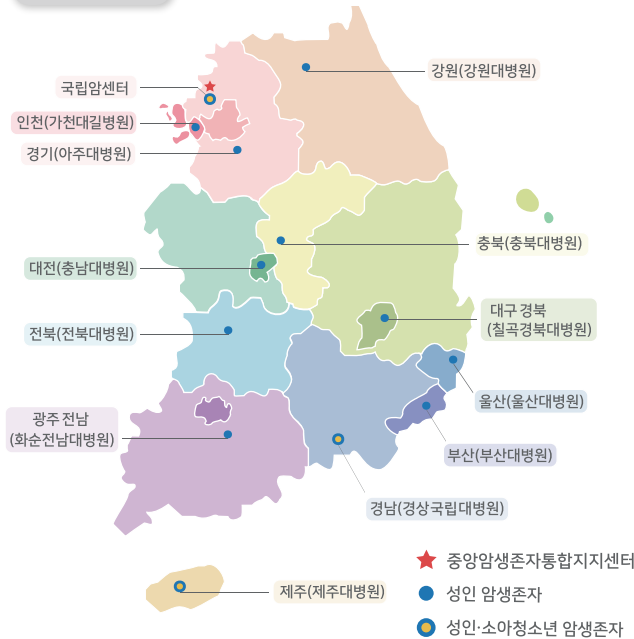 강원(강원대병원)
국립암센터
인천(가천대길병원)
경기(아주대병원)
충북(충북대병원)
대전(충남대병원)
대구 경북
(칠곡경북대병원)
전북(전북대병원)
울산(울산대병원)
광주 전남
(화순전남대병원)
부산(부산대병원)
경남(경상국립대병원)
중앙암생존자통합지지센터
제주(제주대병원)
성인 암생존자
성인·소아청소년 암생존자